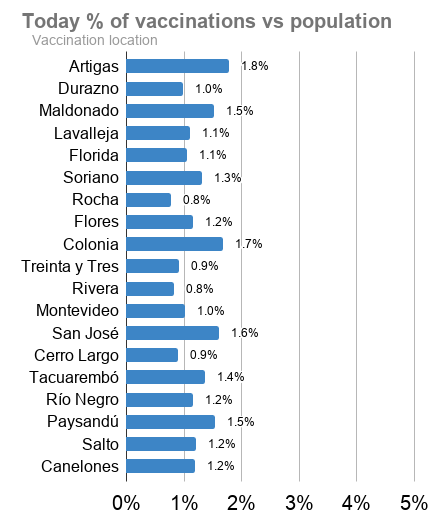 Today % of vaccinations vs population
Vaccination location
Artigas 1.8%
Durazno 1.0%
Maldonado 1.5%
Lavalleja 1.1%
Florida 1.1%
Soriano 1.3%
Rocha 0.8%
Flores 1.2%
Colonia 1.7%
Treinta y Tres 0.9%
Rivera 0.8%
Montevideo 1.0%
San José 1.6%
Cerro Largo 0.9%
Tacuarembó 1.4%
Río Negro 1.2%
Paysandú 1.5%
Salto 1.2%
Canelones 1.2%
0% 1% 2% 3% 4% 5%